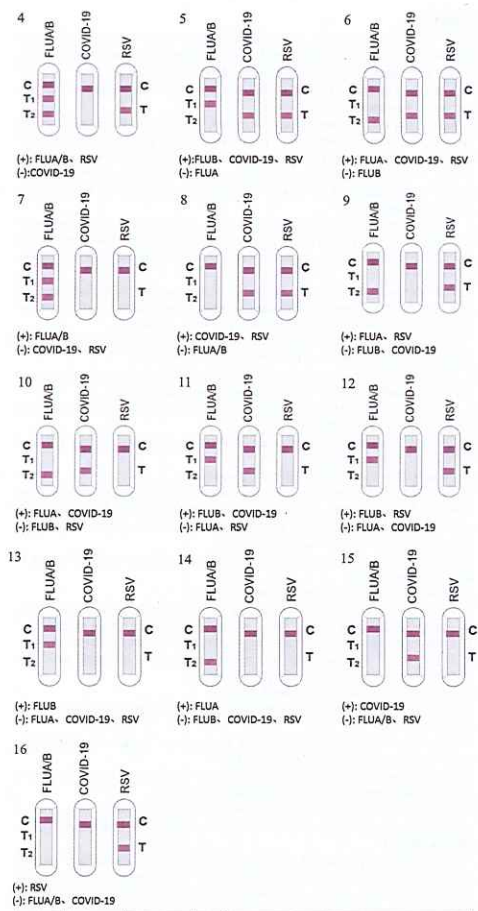 4
FLUA/B
COVID-19
RSV
C
T1
T2
C
T
(+): FLUA/B、RSV
(-):COVID-19
5
FLUA/B
COVID-19
RSV
C
T1
T2
C
T
(+):FLUB、COVID-19、RSV
(-): FLUA
6
FLUA/B
COVID-19
RSV
C
T1
T2
C
T
(+): FLUA、COVID-19、RSV
(-): FLUB
7
FLUA/B
COVID-19
RSV
C
T1
T2
C
T
(+): FLUA/B
(-): COVID-19、RSV
8
FLUA/B
COVID-19
RSV
C
T1
T2
C
T
(+): COVID-19、RSV
(-): FLUA/B
9
FLUA/B
COVID-19
RSV
C
T1
T2
C
T
(+): FLUA、RSV
(-): FLUB、COVID-19
10
FLUA/B
COVID-19
RSV
C
T1
T2
C
T
(+): FLUA、COVID-19
(-): FLUB、RSV
11
FLUA/B
COVID-19
RSV
C
T1
T2
C
T
(+): FLUB、COVID-19
(-): FLUA、RSV
12
FLUA/B
COVID-19
RSV
C
T1
T2
C
T
(+): FLUB、RSV
(-): FLUA、COVID-19
13
FLUA/B
COVID-19
RSV
C
T1
T2
C
T
(+): FLUB
(-): FLUA、COVID-19、RSV
14
FLUA/B
COVID-19
RSV
C
T1
T2
C
T
(+): FLUA
(-): FLUB、COVID-19、RSV
15
FLUA/B
COVID-19
RSV
C
T1
T2
C
T
(+): COVID-19
(-): FLUA/B、RSV
16
FLUA/B
COVID-19
RSV
C
T1
T2
C
T
(+): RSV
(-): FLUA/B、COVID-19